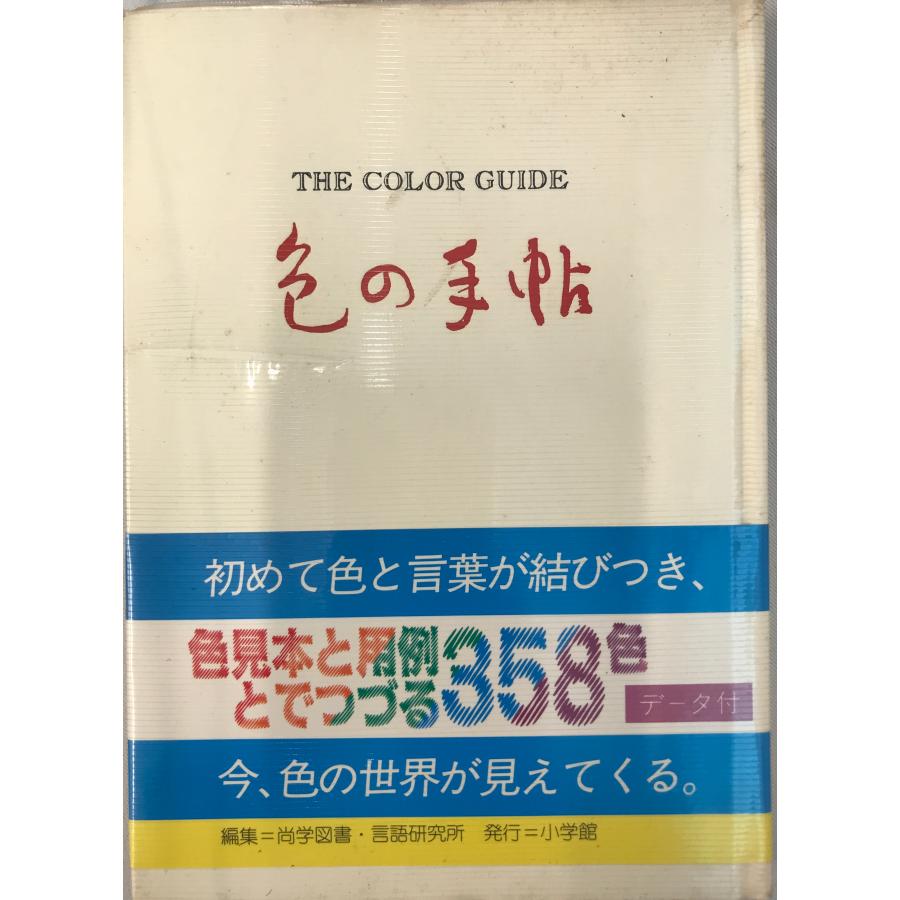 THE COLOR GUIDE
色の手帖
初めて色と言葉が結びつき、
色見本と用例
とでつづる358色
データ付
今、色の世界が見えてくる。
編集＝尚学図書・言語研究所 発行＝小学館